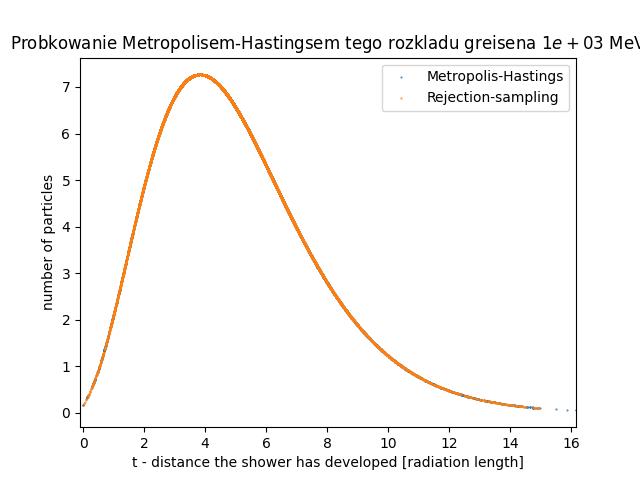 Probkowanie Metropolisem-Hastingsem tego rozkladu greisena 1e + 03 MeV
Metropolis-Hastings
Rejection-sampling
number of particles
7
6
5
4
3
2
1
0
0 2 4 6 8 10 12 14 16
t - distance the shower has developed [radiation length]